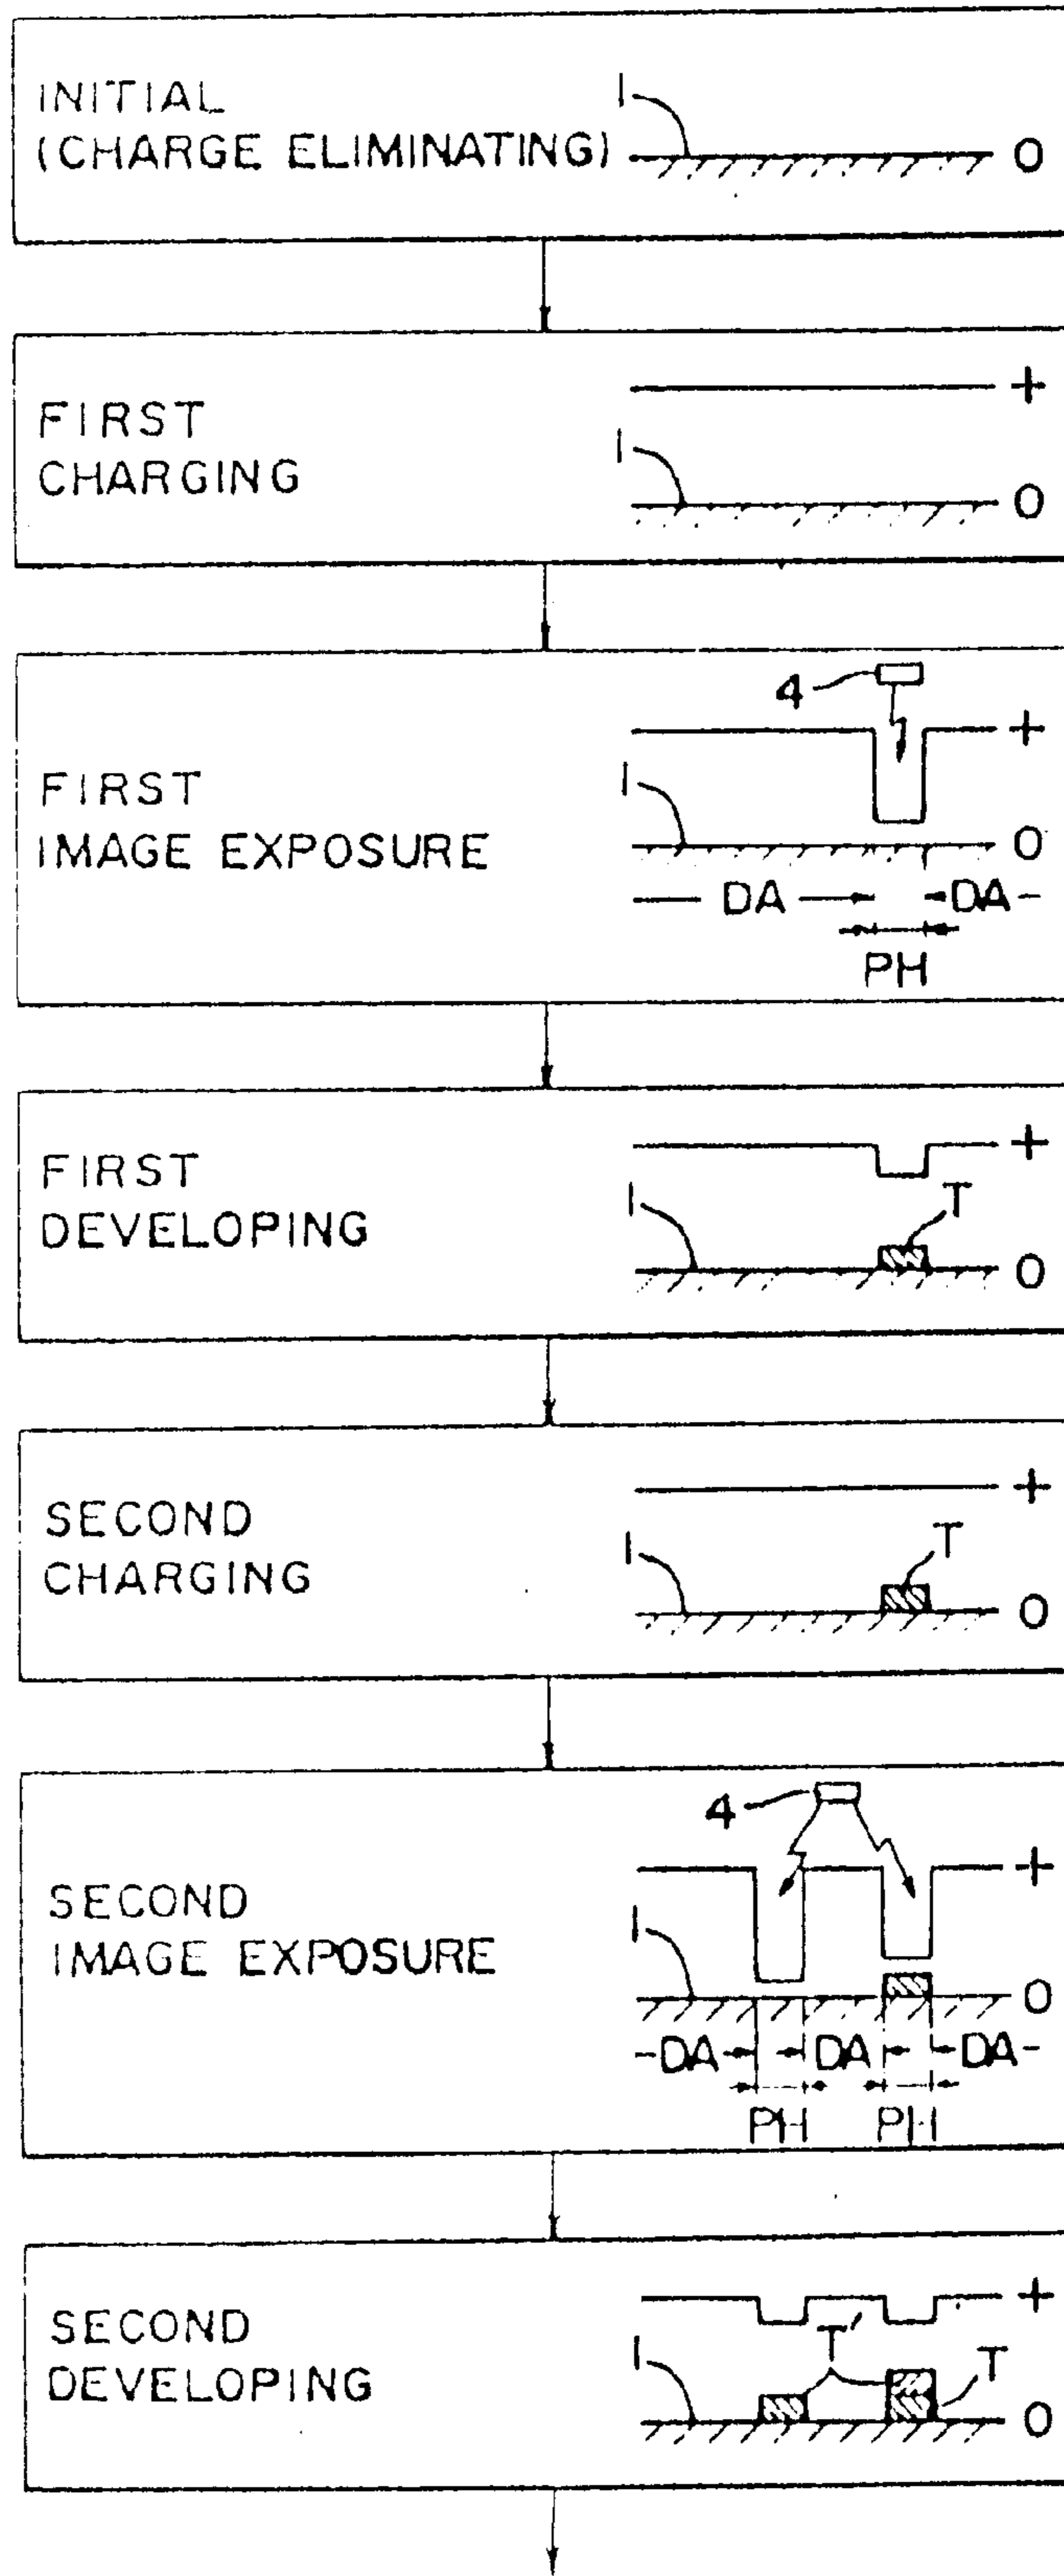 INITIAL
(CHARGE ELIMINATING)
1
0
FIRST
CHARGING
+
1
0
FIRST
IMAGE EXPOSURE
4
+
1
0
DA
DA
PH
FIRST
DEVELOPING
+
1
T
0
SECOND
CHARGING
+
1
T
0
SECOND
IMAGE EXPOSURE
4
+
1
0
DA DA DA
PH PH
SECOND
DEVELOPING
+
1
T'
T
0